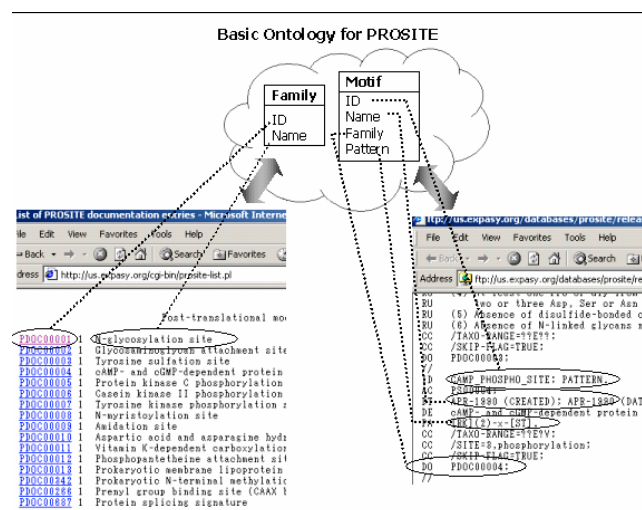 Basic Ontology for PROSITE
Family
ID
Name
Motif
ID
Name
Family
Pattern
List of PROSITE documentation entries - Microsoft Interne
ile Edit View Favorites Tools Help
Back Search Favorites
dress http://us.expasy.org/cgi-bin/prosite-list.pl
Post-translational mo
PDOC00001 1 N-glycosylation site
PDOC00002 1 Glycosaminoglycan attachment site
PDOC00003 1 Tyrosine sulfation site
PDOC00004 1 cAMP- and cGMP-dependent protein
PDOC00005 1 Protein kinase C phosphorylation
PDOC00006 1 Casein kinase II phosphorylation
PDOC00007 1 Tyrosine kinase phosphorylation s
PDOC00008 1 N-myristoylation site
PDOC00009 1 Amidation site
PDOC00010 1 Aspartic acid and asparagine hydr
PDOC00011 1 Vitamin K-dependent carboxylation
PDOC00012 1 Phosphopantetheine attachment sit
PDOC00013 1 Prokaryotic membrane lipoprotein
PDOC00342 1 Prokaryotic N-terminal methylatio
PDOC00266 1 Prenyl group binding site (CAAX b
PDOC00687 1 Protein splicing signature
ftp://us.expasy.org/databases/prosite/relea
File Edit View Favorites Tools Help
Back Search
Address ftp://us.expasy.org/databases/prosite/re
RU two or three Asp, Ser or Asn
RU (5) Absence of disulfide-bonded c
RU (6) Absence of N-linked glycans n
CC /TAXO-RANGE=??E??;
CC /SKIP-FLAG=TRUE;
DO PDOC00003;
//
ID CAMP_PHOSPHO_SITE; PATTERN.
AC PS00004;
DT APR-1990 (CREATED); APR-1990 (DAT
DE cAMP- and cGMP-dependent protein
PA [RK](2)-x-[ST].
CC /TAXO-RANGE=??E?V;
CC /SITE=3,phosphorylation;
CC /SKIP-FLAG=TRUE;
DO PDOC00004;
//